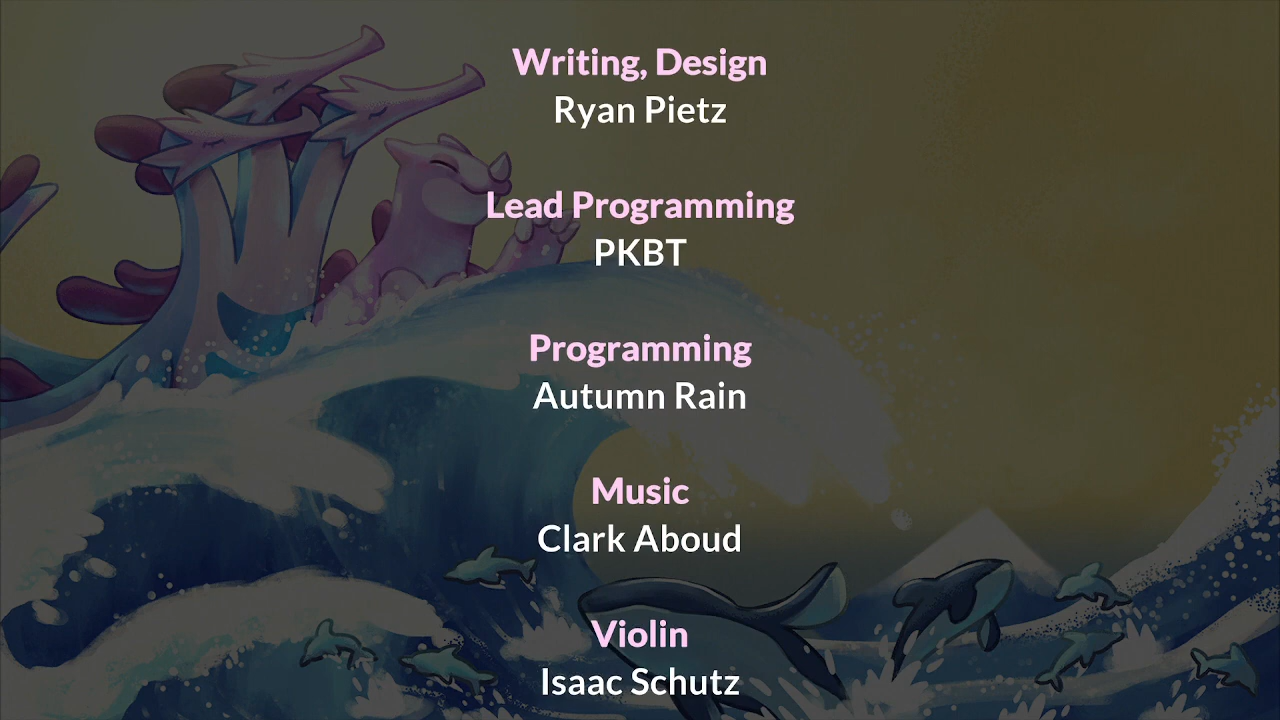 Writing, Design
Ryan Pietz
Lead Programming
PKBT
Programming
Autumn Rain
Music
Clark Aboud
Violin
Isaac Schutz